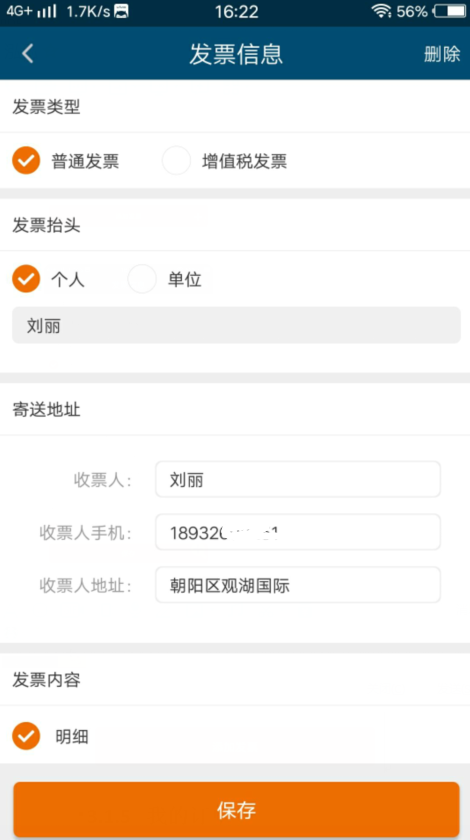 4G+ 1.7K/s 16:22 56%
发票信息 删除
发票类型
普通发票 增值税发票
发票抬头
个人 单位
刘丽
寄送地址
收票人： 刘丽
收票人手机： 18932
收票人地址： 朝阳区观湖国际
发票内容
明细
保存